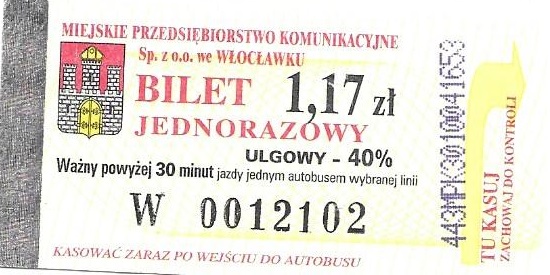 MIEJSKIE PRZEDSIĘBIORSTWO KOMUNIKACYJNE
Sp. z o.o. we WŁOCŁAWKU
BILET 1,17 zł
JEDNORAZOWY
ULGOWY - 40%
Ważny powyżej 30 minut jazdy jednym autobusem wybranej linii
W 0012102
KASOWAĆ ZARAZ PO WEJŚCIU DO AUTOBUSU
443MPK3010041653
TU KASUJ
ZACHOWAJ DO KONTROLI